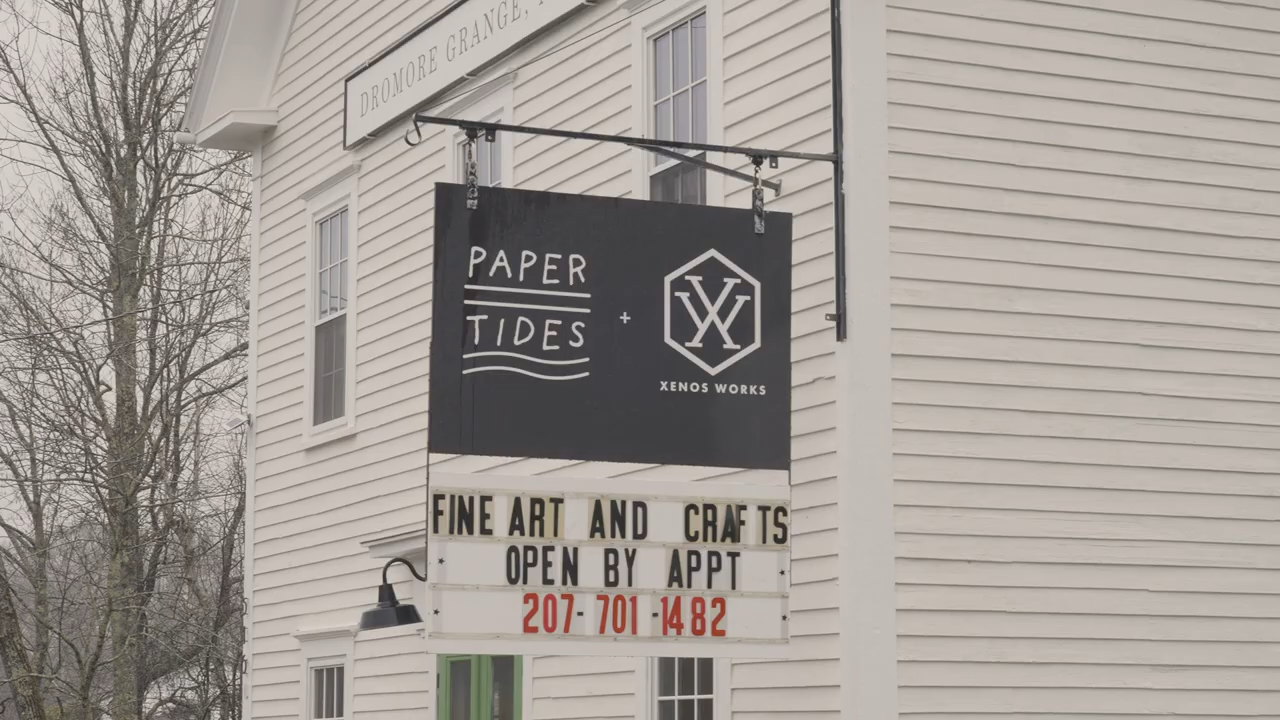 DROMORE GRANGE,
PAPER
TIDES
+
XENOS WORKS
FINE ART AND CRAFTS
OPEN BY APPT
207-701-1482